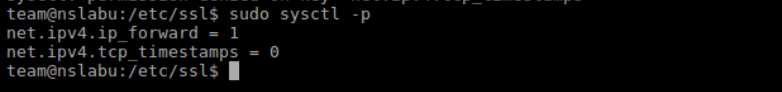 team@nslabu:/etc/ssl$ sudo sysctl -p
net.ipv4.ip_forward = 1
net.ipv4.tcp_timestamps = 0
team@nslabu:/etc/ssl$